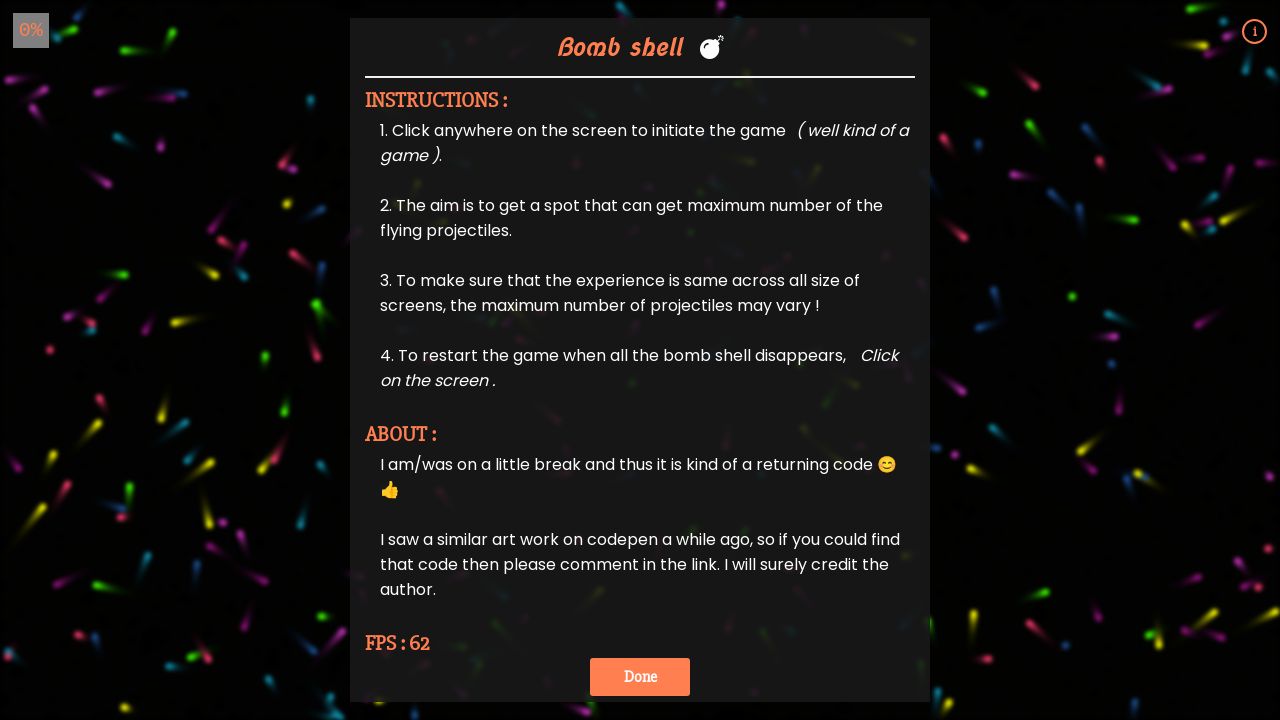 0%
i
Bomb shell 💣
INSTRUCTIONS :
1. Click anywhere on the screen to initiate the game ( well kind of a
game ).
2. The aim is to get a spot that can get maximum number of the
flying projectiles.
3. To make sure that the experience is same across all size of
screens, the maximum number of projectiles may vary !
4. To restart the game when all the bomb shell disappears, Click
on the screen .
ABOUT :
I am/was on a little break and thus it is kind of a returning code 😊
👍
I saw a similar art work on codepen a while ago, so if you could find
that code then please comment in the link. I will surely credit the
author.
FPS : 62
Done